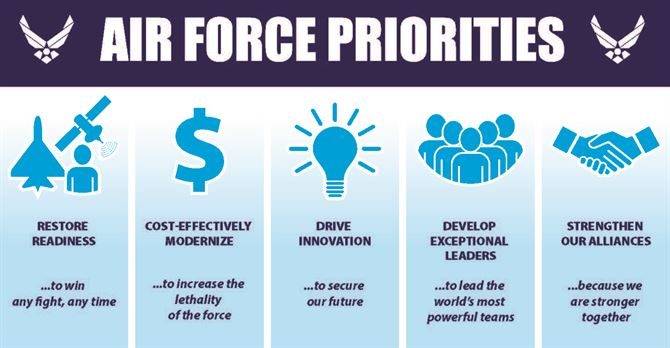 AIR FORCE PRIORITIES
RESTORE
READINESS
...to win
any fight, any time
COST-EFFECTIVELY
MODERNIZE
...to increase the
lethality
of the force
DRIVE
INNOVATION
...to secure
our future
DEVELOP
EXCEPTIONAL
LEADERS
...to lead the
world's most
powerful teams
STRENGTHEN
OUR ALLIANCES
...because we
are stronger
together